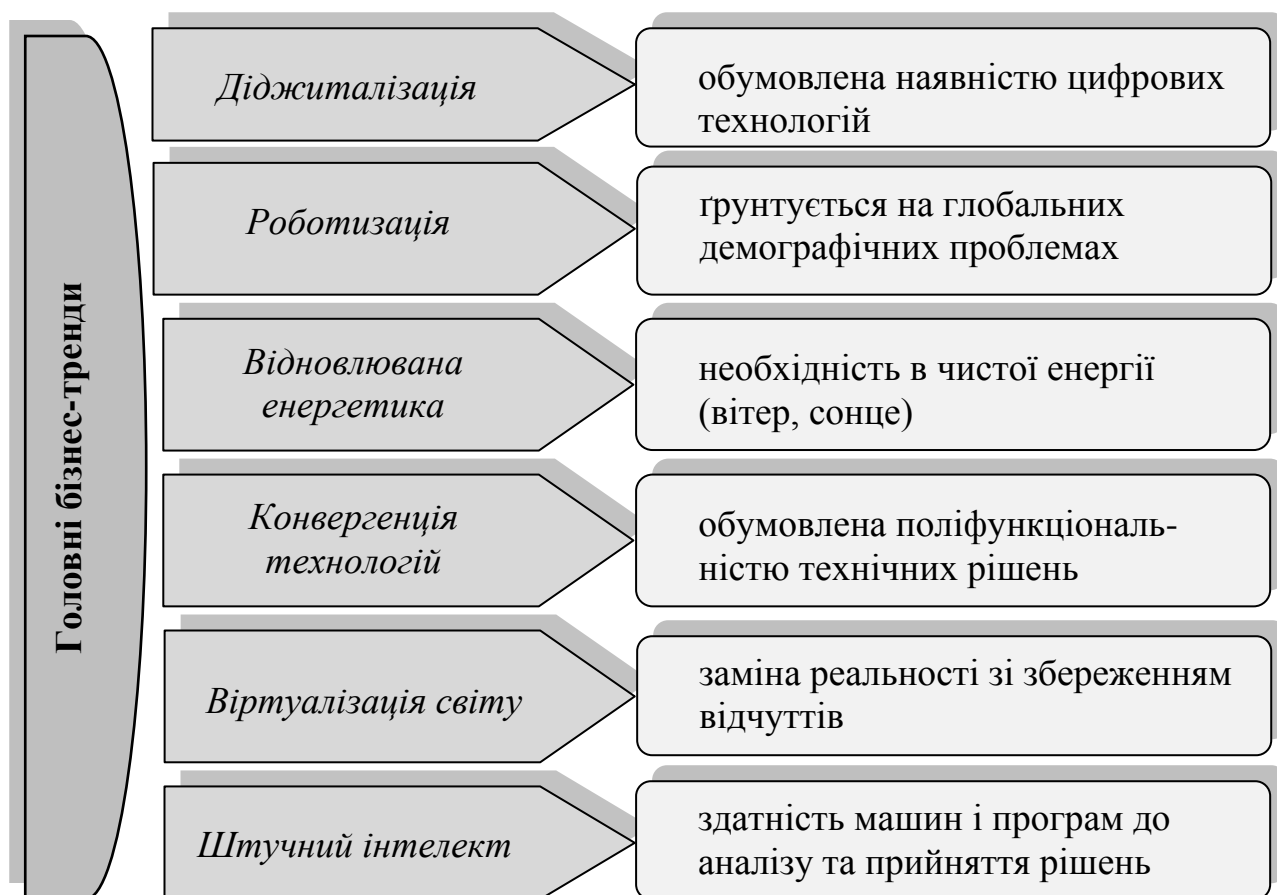 Головні бізнес-тренди
Діджиталізація
обумовлена наявністю цифрових
технологій
Роботизація
ґрунтується на глобальних
демографічних проблемах
Відновлювана
енергетика
необхідність в чистої енергії
(вітер, сонце)
Конвергенція
технологій
обумовлена поліфункціональ-
ністю технічних рішень
Віртуалізація світу
заміна реальності зі збереженням
відчуттів
Штучний інтелект
здатність машин і програм до
аналізу та прийняття рішень